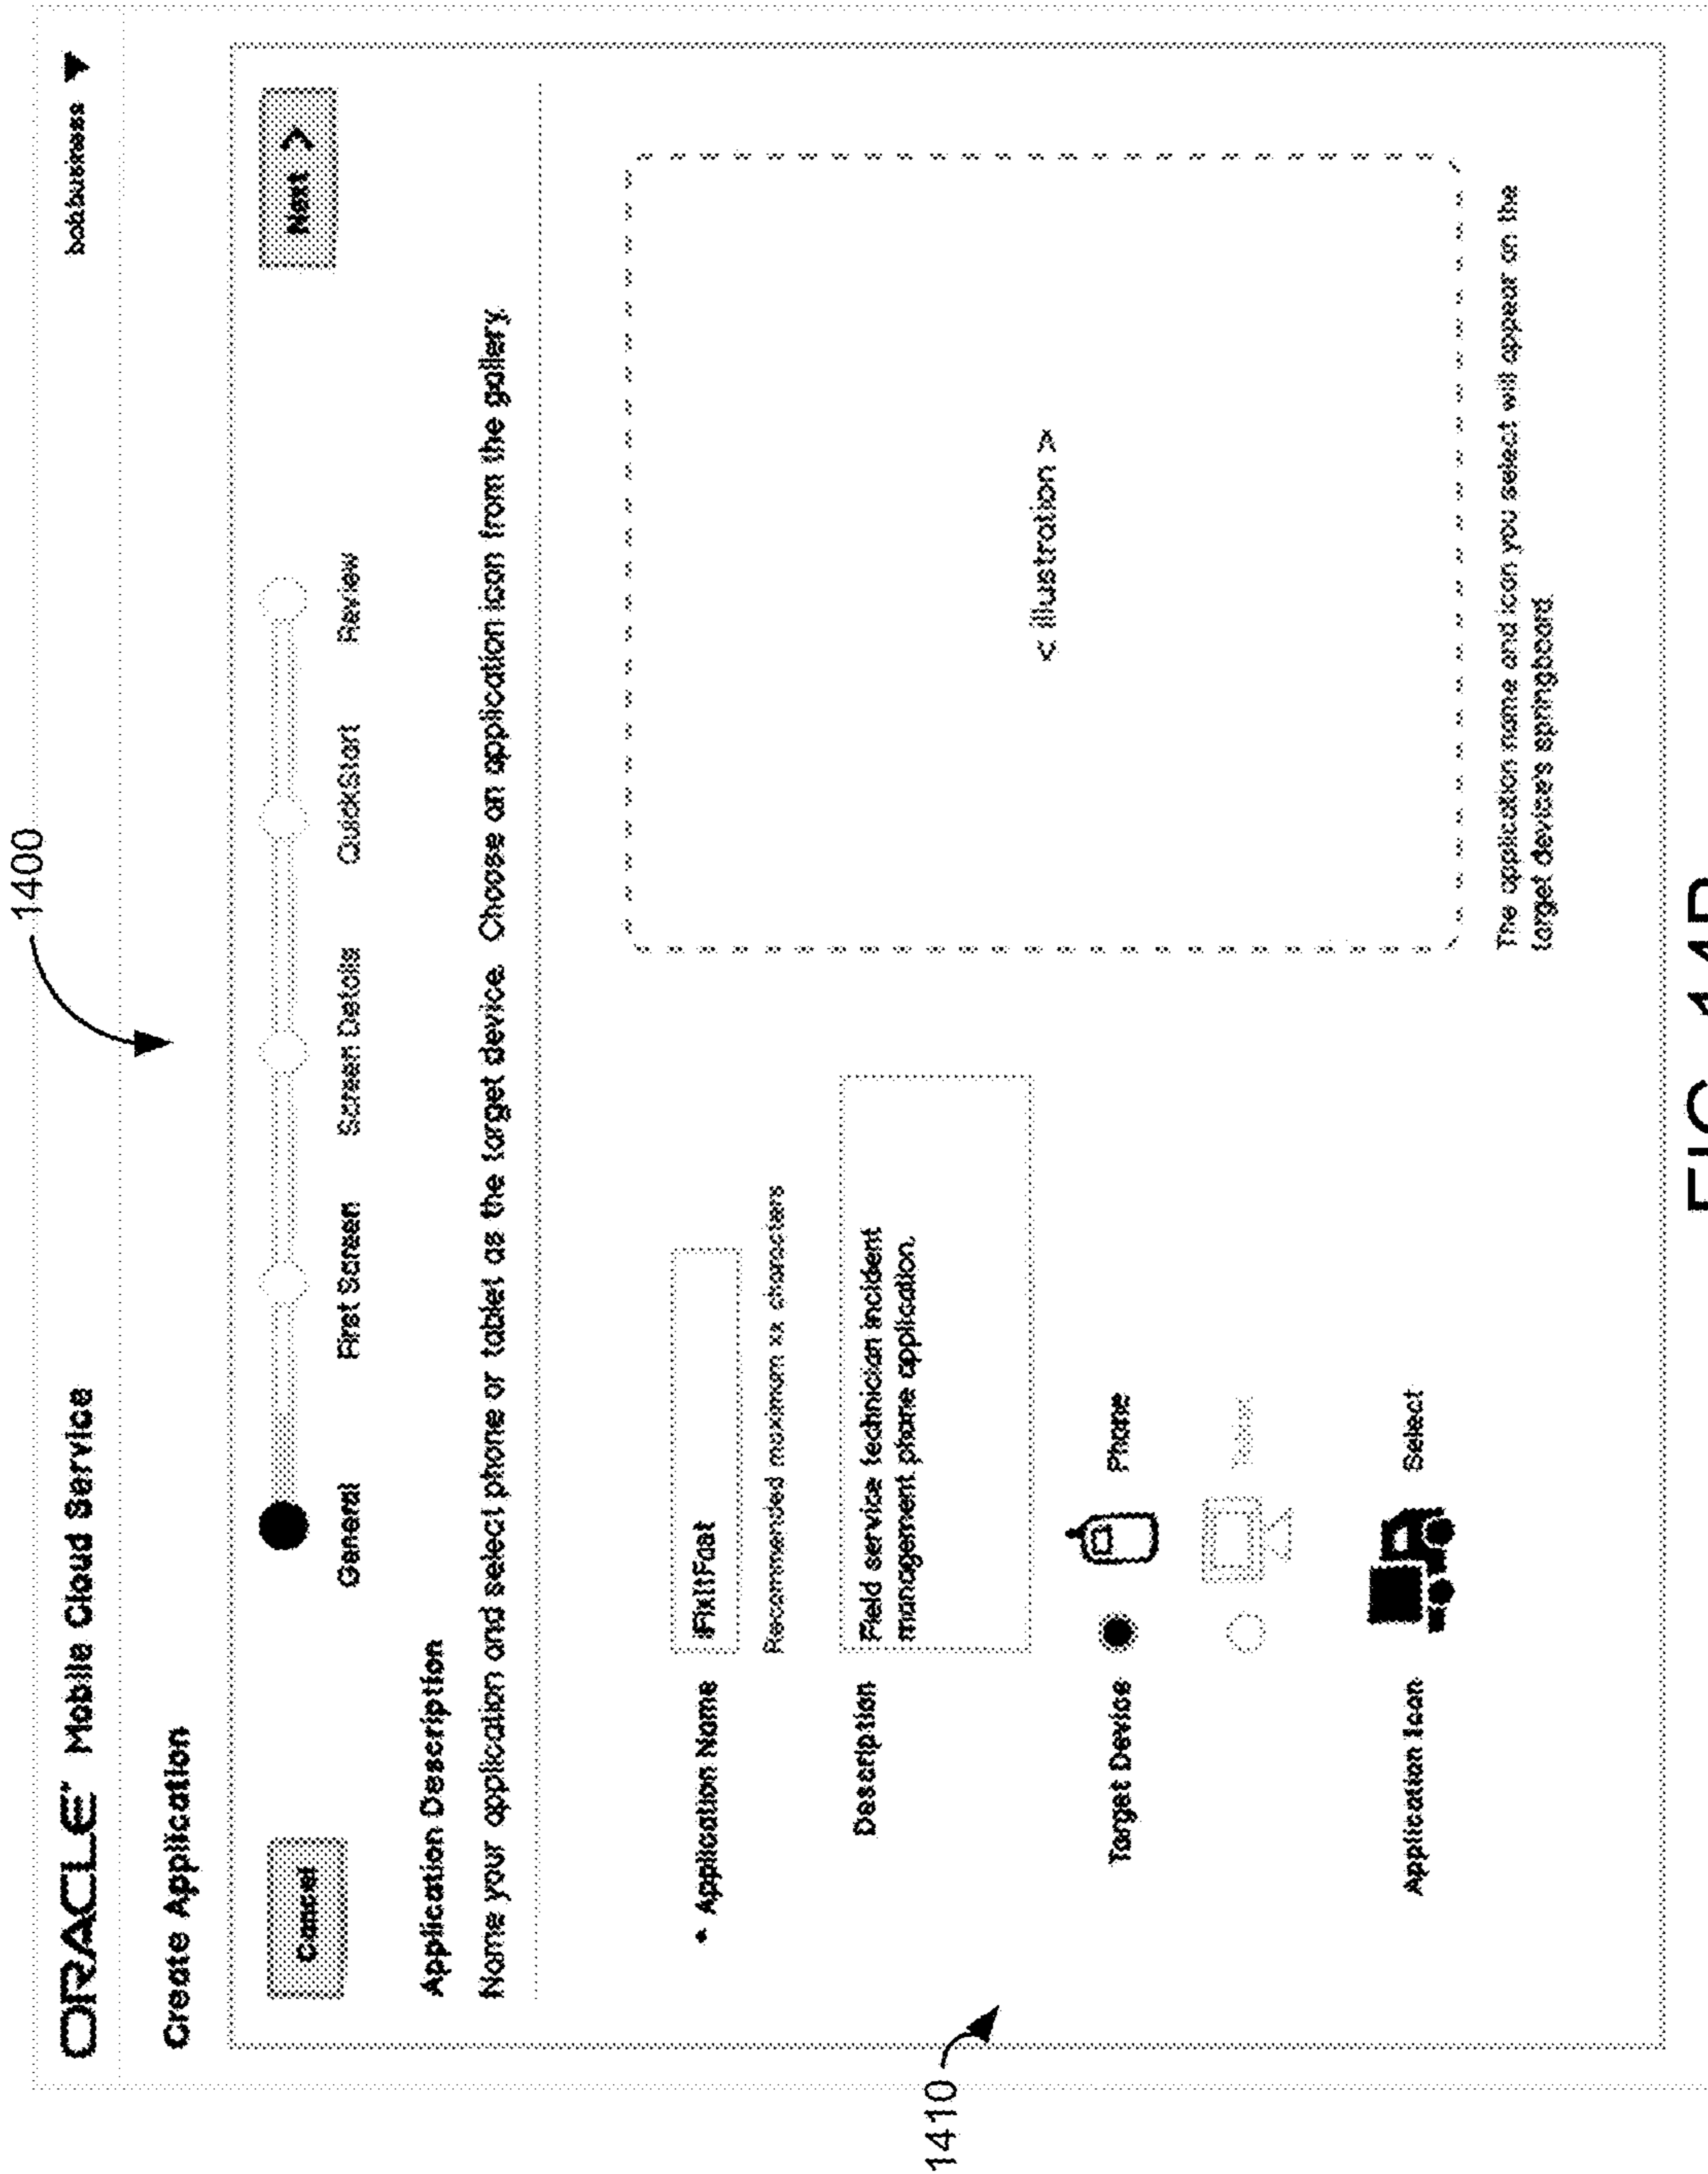 1400
ORACLE Mobile Cloud Service
bobbusiness
Create Application
Cancel
Next >
General
First Screen
Screen Details
QuickStart
Review
Application Description
Name your application and select phone or tablet as the target device. Choose an application icon from the gallery.
* Application Name
iFixItFast
Recommended maximum xx characters
Description
Field service technician incident
management phone application.
Target Device
Phone
Tablet
Application Icon
Select
< illustration >
The application name and icon you select will appear on the
target devices springboard.
1410